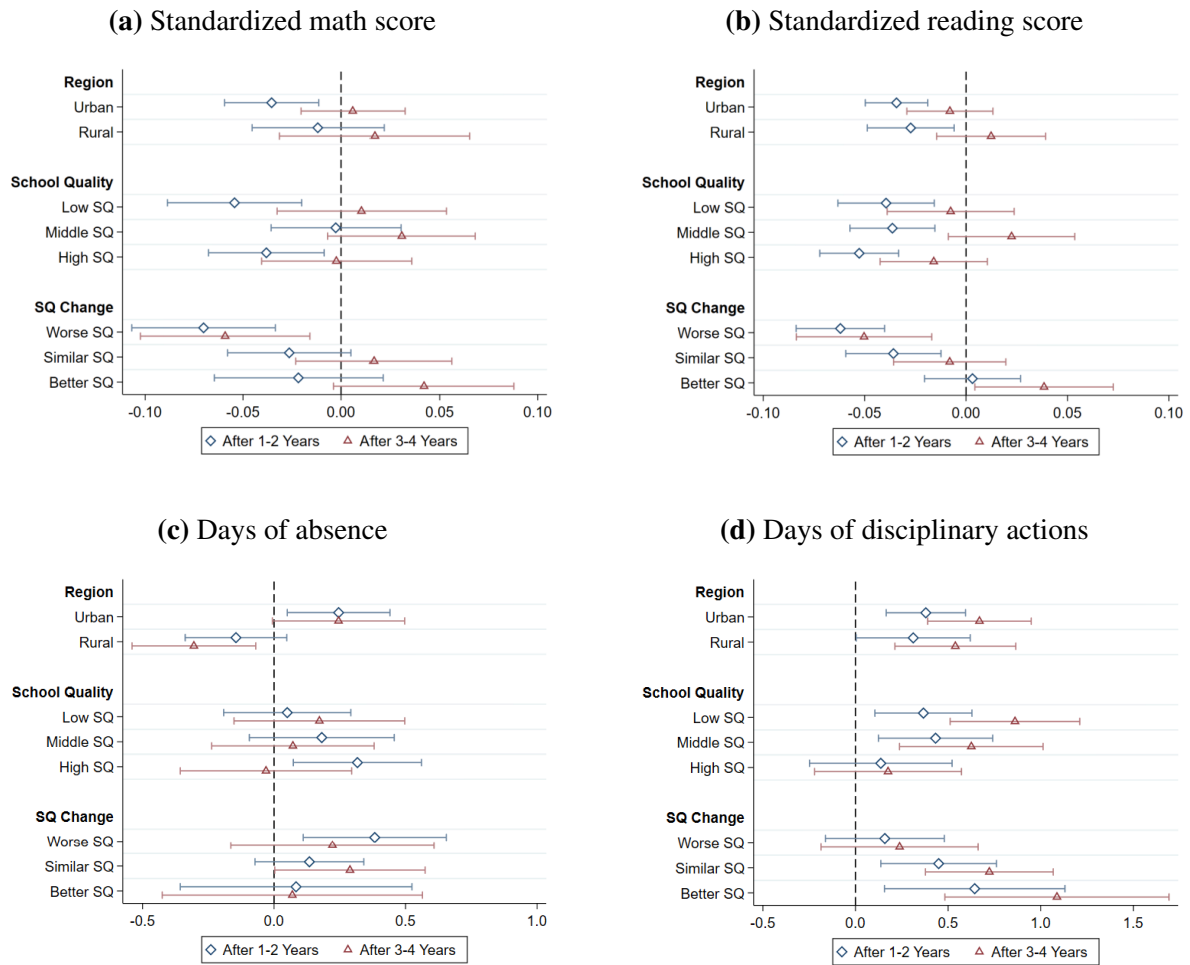 (a) Standardized math score
Region
Urban
Rural
School Quality
Low SQ
Middle SQ
High SQ
SQ Change
Worse SQ
Similar SQ
Better SQ
-0.10 -0.05 0.00 0.05 0.10
After 1-2 Years After 3-4 Years
(b) Standardized reading score
Region
Urban
Rural
School Quality
Low SQ
Middle SQ
High SQ
SQ Change
Worse SQ
Similar SQ
Better SQ
-0.10 -0.05 0.00 0.05 0.10
After 1-2 Years After 3-4 Years
(c) Days of absence
Region
Urban
Rural
School Quality
Low SQ
Middle SQ
High SQ
SQ Change
Worse SQ
Similar SQ
Better SQ
-0.5 0.0 0.5 1.0
After 1-2 Years After 3-4 Years
(d) Days of disciplinary actions
Region
Urban
Rural
School Quality
Low SQ
Middle SQ
High SQ
SQ Change
Worse SQ
Similar SQ
Better SQ
-0.5 0.0 0.5 1.0 1.5
After 1-2 Years After 3-4 Years